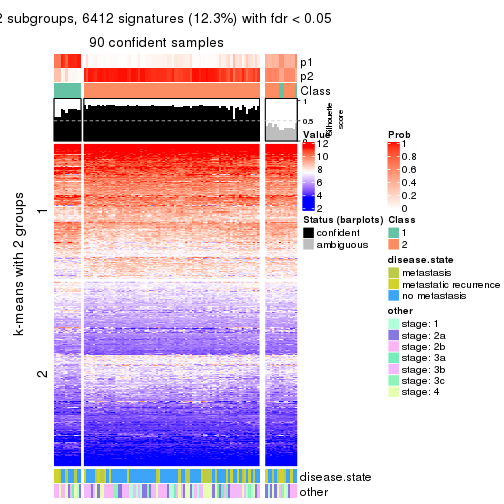 2 subgroups, 6412 signatures (12.3%) with fdr < 0.05
90 confident samples
p1
p2
Class
1
0.5
0
Silhouette
score
k-means with 2 groups
1
2
Value
12
10
8
6
4
2
Prob
1
0.8
0.6
0.4
0.2
0
Status (barplots)
confident
ambiguous
Class
1
2
disease.state
metastasis
metastatic recurrence
no metastasis
other
stage: 1
stage: 2a
stage: 2b
stage: 3a
stage: 3b
stage: 3c
stage: 4
disease.state
other